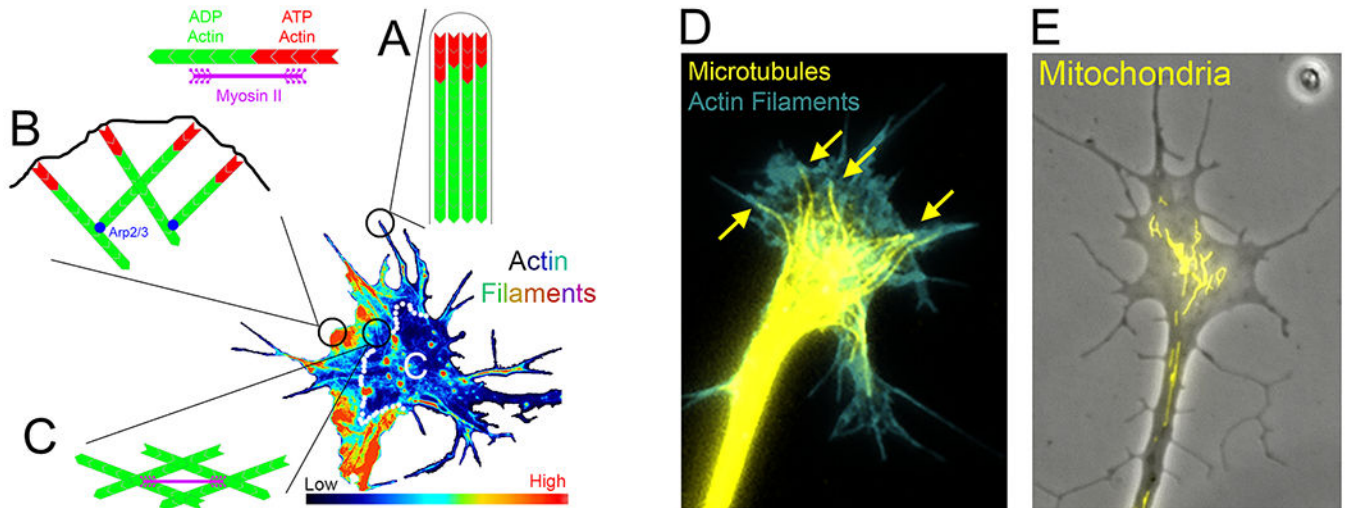 ADP
Actin
ATP
Actin
Myosin II
A
B
Arp2/3
Actin
Filaments
C
C
Low
High
D
Microtubules
Actin Filaments
E
Mitochondria